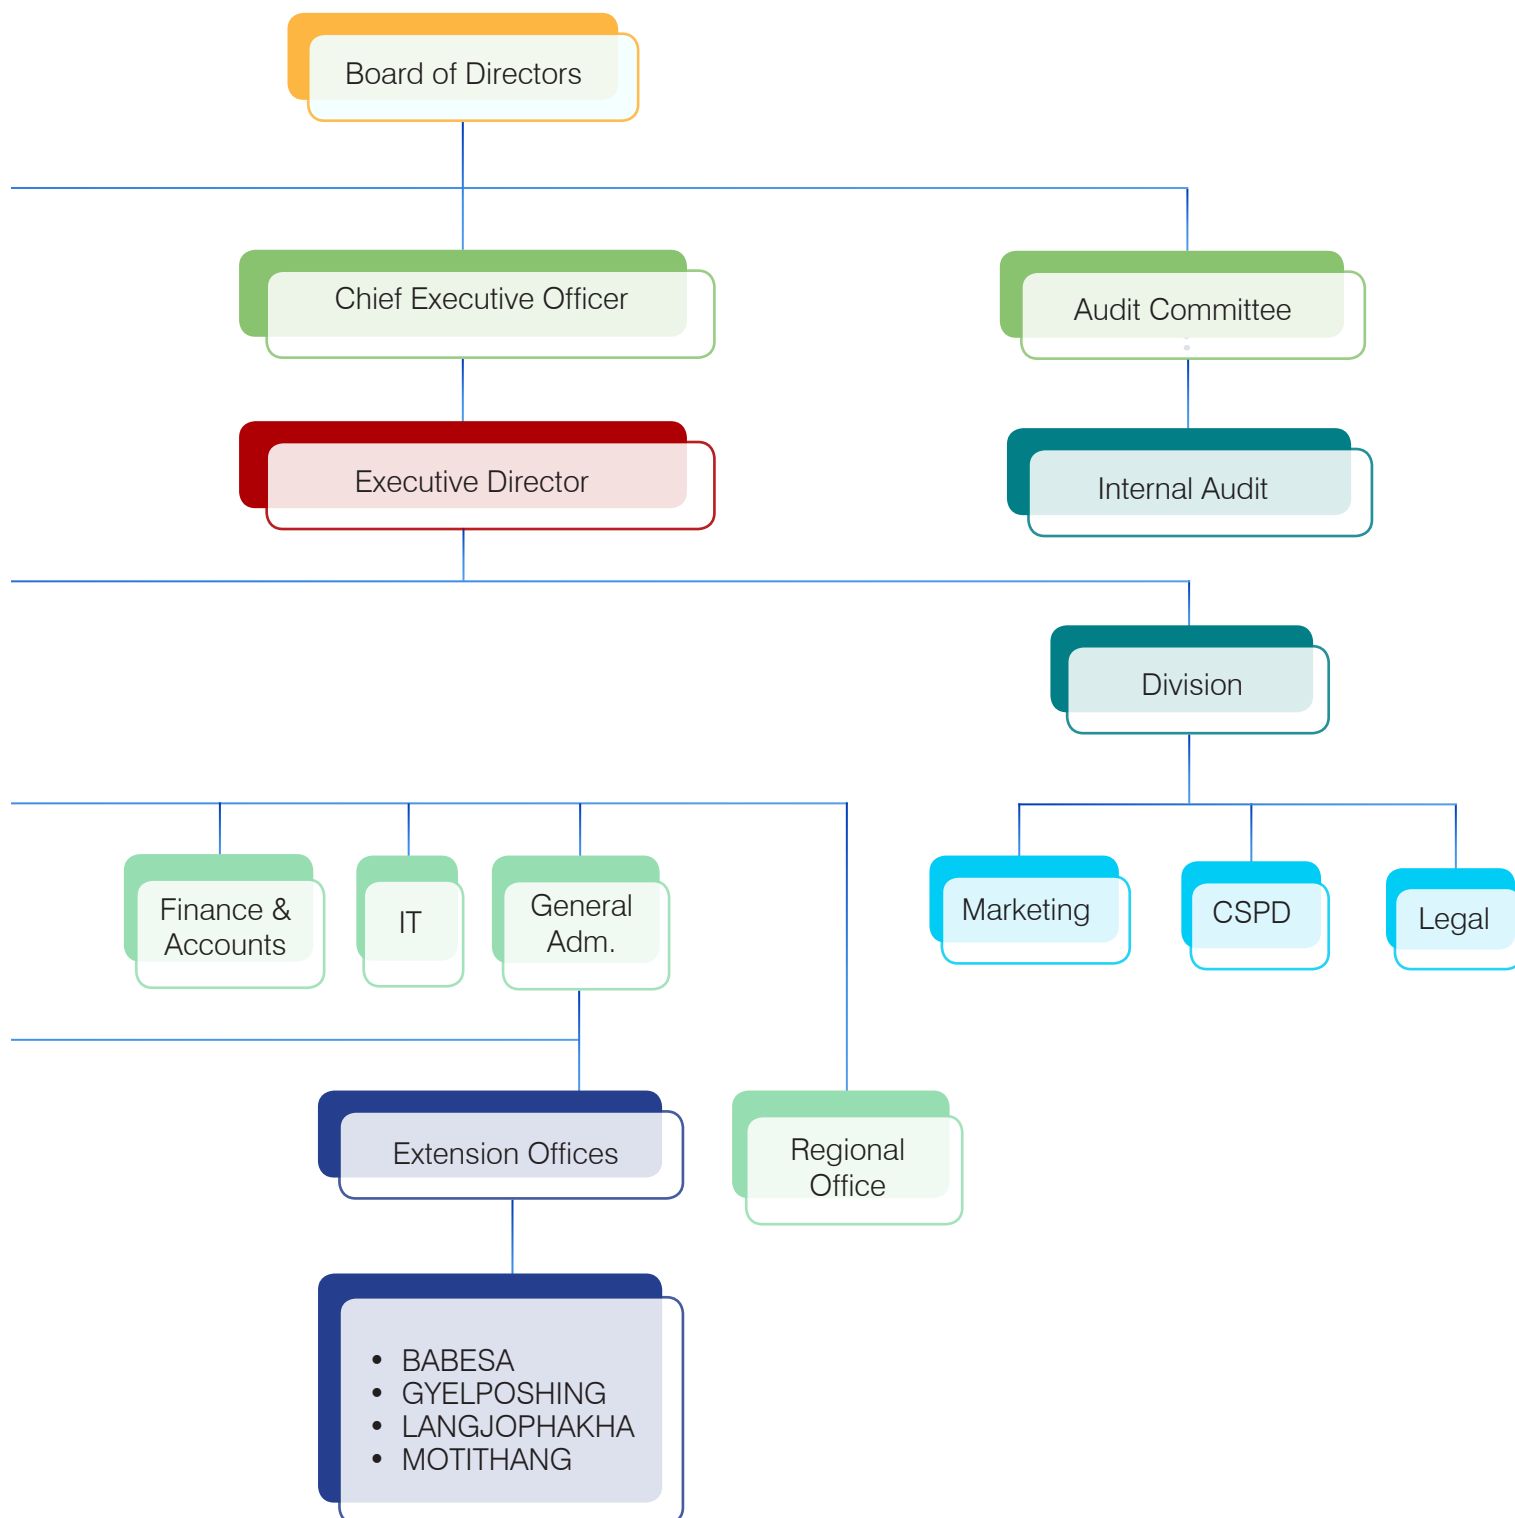 Board of Directors
Chief Executive Officer
Audit Committee
Executive Director
Internal Audit
Division
Finance &
Accounts
IT
General
Adm.
Marketing
CSPD
Legal
Extension Offices
Regional
Office
• BABESA
• GYELPOSHING
• LANGJOPHAKHA
• MOTITHANG